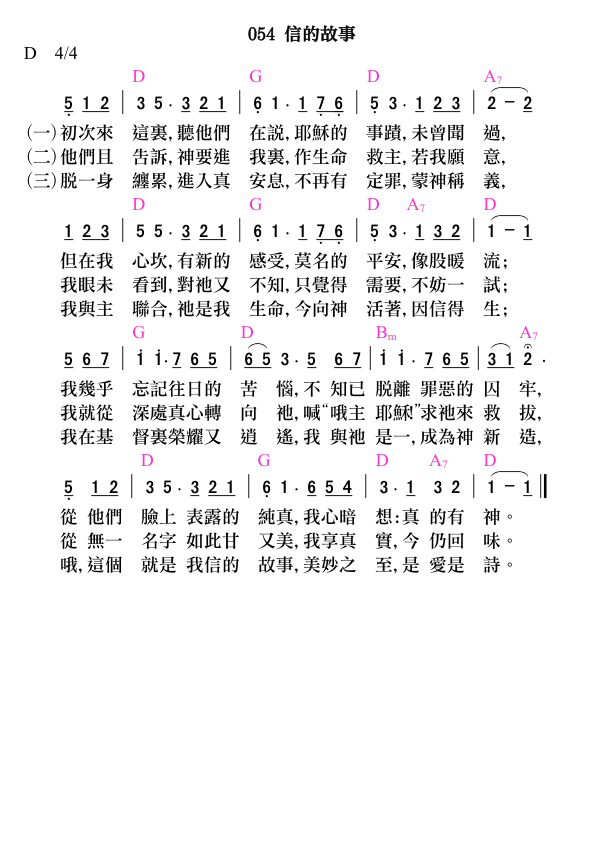 054 信的故事
D 4/4
D G D A7
5 1 2 | 3 5 · 3 2 1 | 6 1 · 1 7 6 | 5 3 · 1 2 3 | 2 - 2
(一)初次來 這裏,聽他們 在説,耶穌的 事蹟,未曾聞 過,
(二)他們且 告訴,神要進 我裏,作生命 救主,若我願 意,
(三)脱一身 纏累,進入真 安息,不再有 定罪,蒙神稱 義,
D G D A7 D
1 2 3 | 5 5 · 3 2 1 | 6 1 · 1 7 6 | 5 3 · 1 3 2 | 1 - 1
但在我 心坎,有新的 感受,莫名的 平安,像股暖 流;
我眼未 看到,對祂又 不知,只覺得 需要,不妨一 試;
我與主 聯合,祂是我 生命,今向神 活著,因信得 生;
G D Bm A7
5 6 7 | 1 1 · 7 6 5 | 6 5 3 · 5 6 7 | 1 1 · 7 6 5 | 3 1 2 ·
我幾乎 忘記往日的 苦 惱,不 知已 脱離 罪惡的 囚 牢,
我就從 深處真心轉 向 祂,喊“哦主 耶穌!”求祂來 救 拔,
我在基 督裏榮耀又 逍 遙,我 與祂 是一,成為神 新 造,
D G D A7 D
5 1 2 | 3 5 · 3 2 1 | 6 1 · 6 5 4 | 3 · 1 3 2 | 1 - 1
從 他們 臉上 表露的 純真,我心暗 想:真 的有 神。
從 無一 名字 如此甘 又美,我享真 實,今 仍回 味。
哦,這個 就是 我信的 故事,美妙之 至,是 愛是 詩。